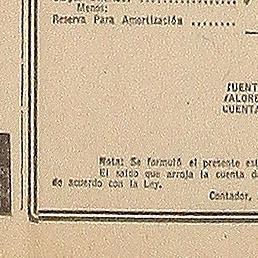 Menos:
Reserva Para Amortización ........
CUENT
VALORE
CUENTA
Nota: Se formuló el presente est
El saldo que arroja la cuenta d
de acuerdo con la Ley.
Contador,